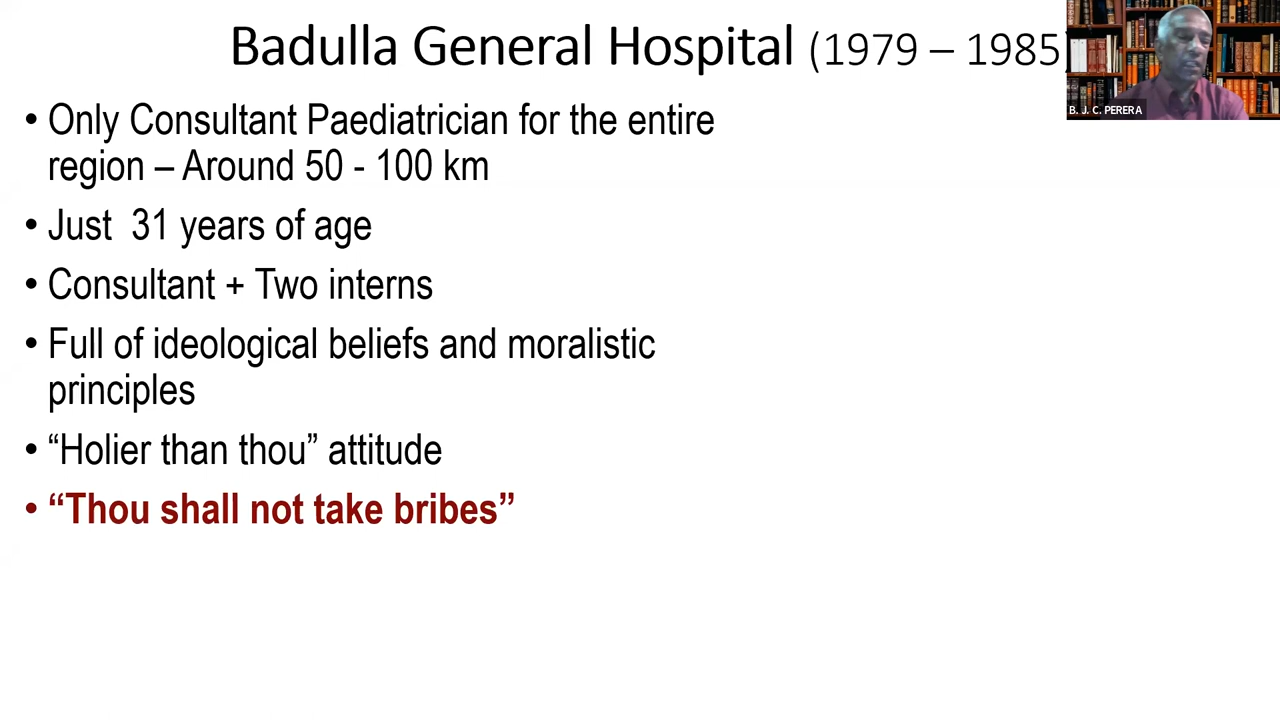 Badulla General Hospital (1979 – 1985)
• Only Consultant Paediatrician for the entire
region – Around 50 - 100 km
• Just 31 years of age
• Consultant + Two interns
• Full of ideological beliefs and moralistic
principles
• “Holier than thou” attitude
• “Thou shall not take bribes”
B. J. C. PERERA